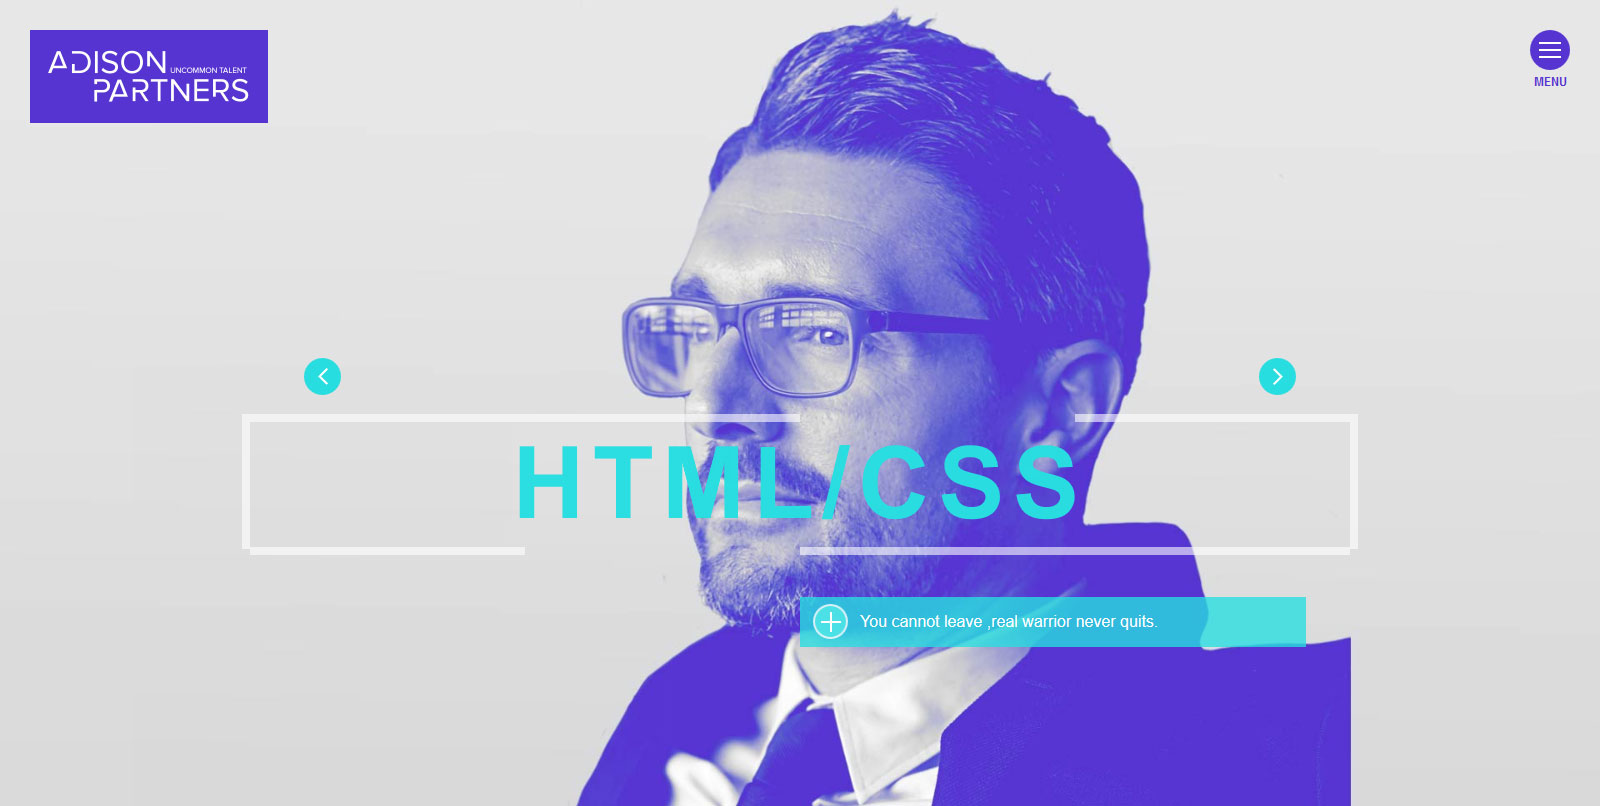 ADISON
UNCOMMON TALENT
PARTNERS
MENU
HTML/CSS
You cannot leave ,real warrior never quits.